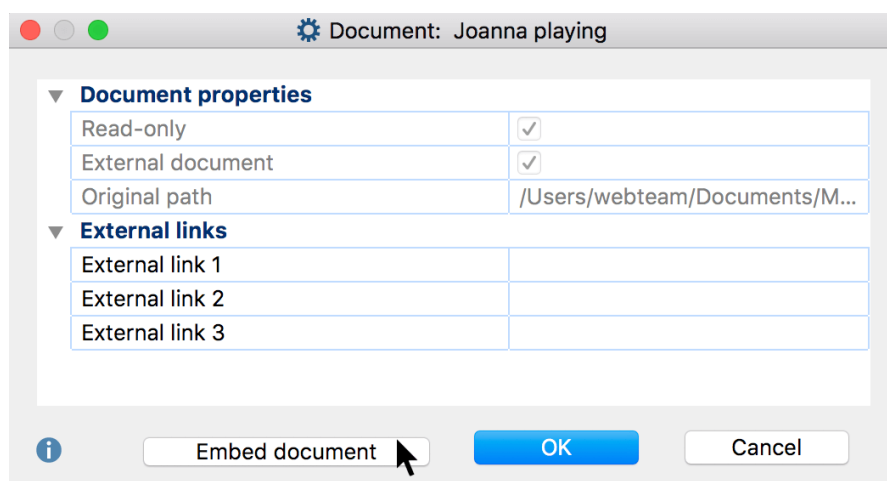 Document: Joanna playing
Document properties
Read-only
External document
Original path /Users/webteam/Documents/M...
External links
External link 1
External link 2
External link 3
Embed document OK Cancel